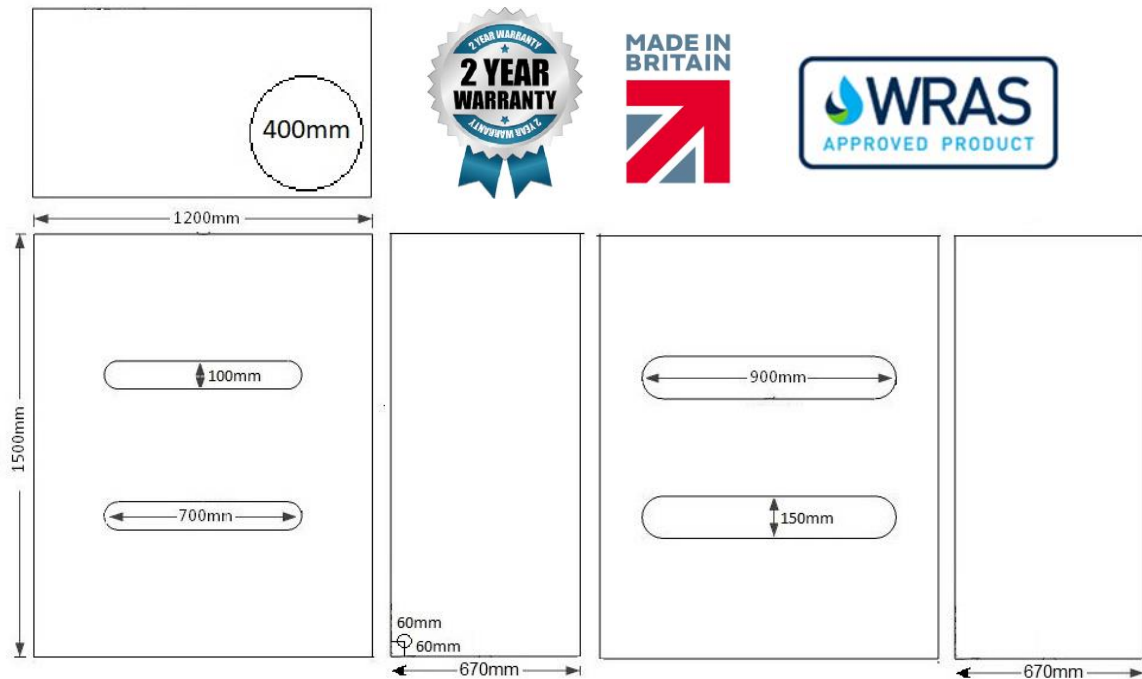 400mm
2 YEAR WARRANTY
2 YEAR
WARRANTY
2 YEAR WARRANTY
MADE IN
BRITAIN
WRAS
APPROVED PRODUCT
1200mm
1500mm
100mm
700mm
60mm
60mm
670mm
900mm
150mm
670mm